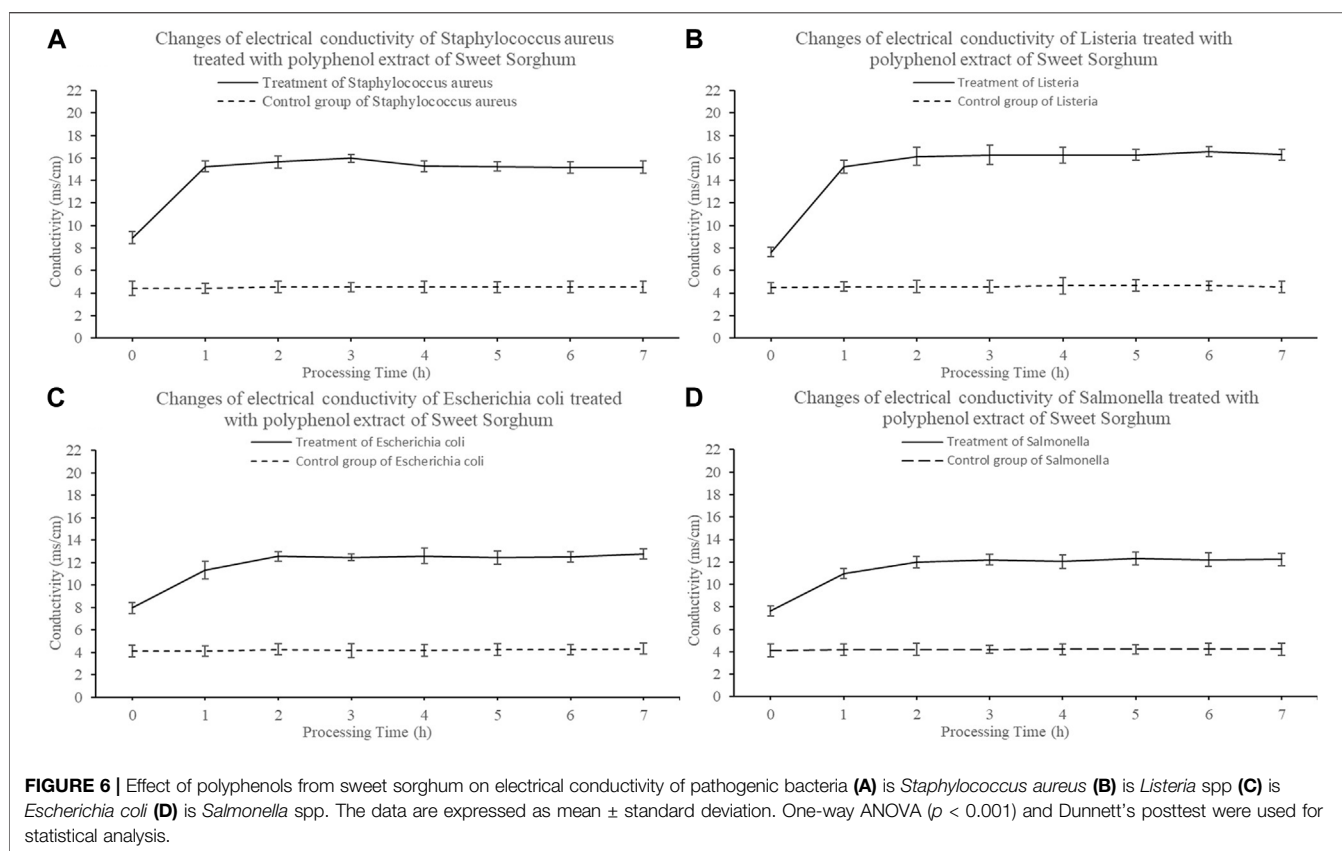 A
Changes of electrical conductivity of Staphylococcus aureus
treated with polyphenol extract of Sweet Sorghum
Treatment of Staphylococcus aureus
Control group of Staphylococcus aureus
22
20
18
16
14
12
10
8
6
4
2
0
Conductivity (ms/cm)
0 1 2 3 4 5 6 7
Processing Time (h)
B
Changes of electrical conductivity of Listeria treated with
polyphenol extract of Sweet Sorghum
Treatment of Listeria
Control group of Listeria
22
20
18
16
14
12
10
8
6
4
2
0
Conductivity (ms/cm)
0 1 2 3 4 5 6 7
Processing Time (h)
C
Changes of electrical conductivity of Escherichia coli treated
with polyphenol extract of Sweet Sorghum
Treatment of Escherichia coli
Control group of Escherichia coli
22
20
18
16
14
12
10
8
6
4
2
0
Conductivity (ms/cm)
0 1 2 3 4 5 6 7
Processing Time (h)
D
Changes of electrical conductivity of Salmonella treated with
polyphenol extract of Sweet Sorghum
Treatment of Salmonella
Control group of Salmonella
22
20
18
16
14
12
10
8
6
4
2
0
Conductivity (ms/cm)
0 1 2 3 4 5 6 7
Processing Time (h)
FIGURE 6 | Effect of polyphenols from sweet sorghum on electrical conductivity of pathogenic bacteria (A) is Staphylococcus aureus (B) is Listeria spp (C) is
Escherichia coli (D) is Salmonella spp. The data are expressed as mean ± standard deviation. One-way ANOVA (p < 0.001) and Dunnett's posttest were used for
statistical analysis.